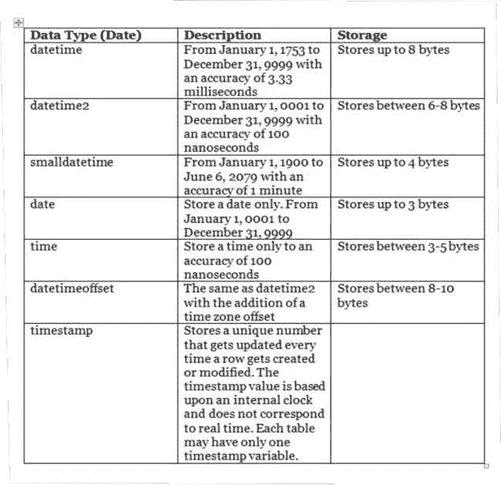 Data Type (Date) Description Storage
datetime From January 1, 1753 to Stores up to 8 bytes
December 31, 9999 with
an accuracy of 3.33
milliseconds
datetime2 From January 1, 0001 to Stores between 6-8 bytes
December 31, 9999 with
an accuracy of 100
nanoseconds
smalldatetime From January 1, 1900 to Stores up to 4 bytes
June 6, 2079 with an
accuracy of 1 minute
date Store a date only. From Stores up to 3 bytes
January 1, 0001 to
December 31, 9999
time Store a time only to an Stores between 3-5 bytes
accuracy of 100
nanoseconds
datetimeoffset The same as datetime2 Stores between 8-10
with the addition of a bytes
time zone offset
timestamp Stores a unique number
that gets updated every
time a row gets created
or modified. The
timestamp value is based
upon an internal clock
and does not correspond
to real time. Each table
may have only one
timestamp variable.